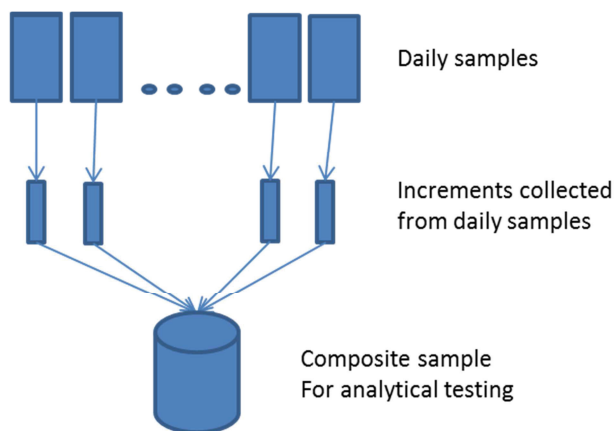 Daily samples
Increments collected
from daily samples
Composite sample
For analytical testing